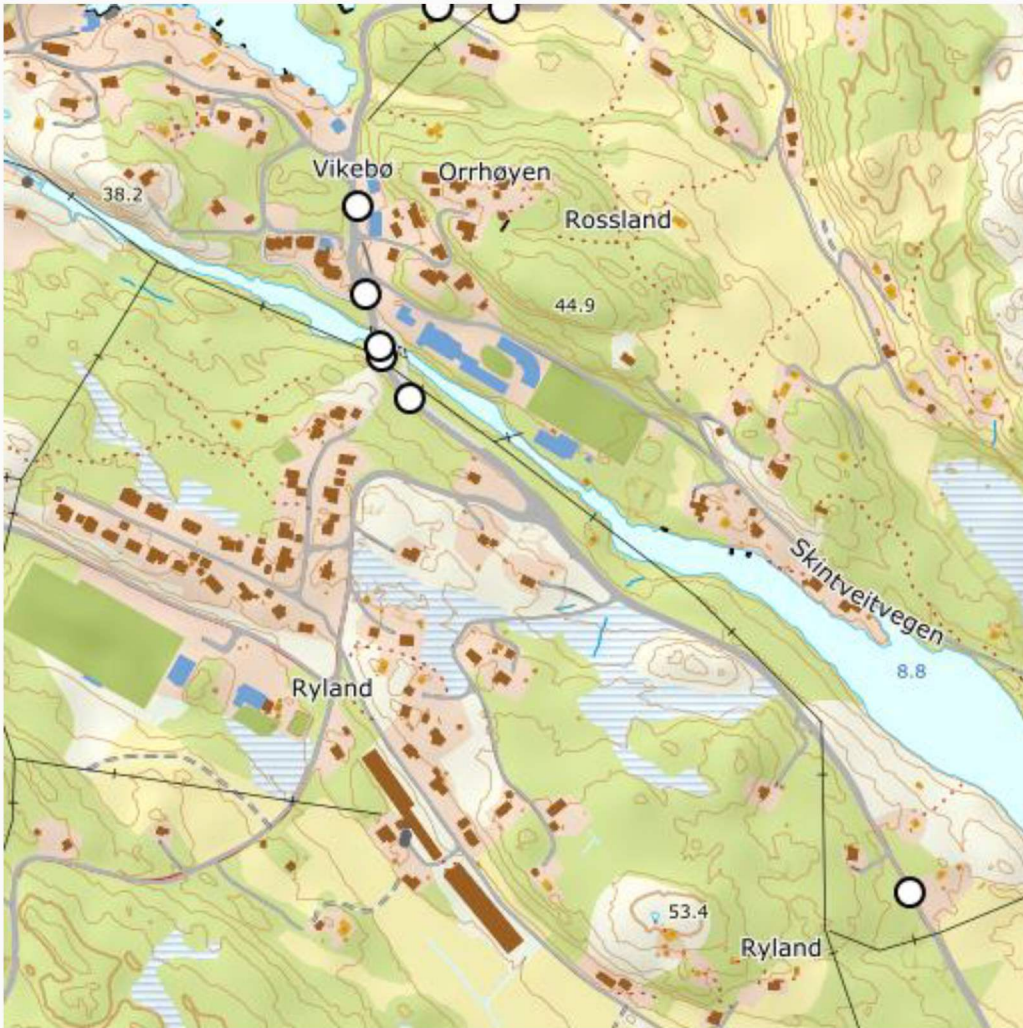 Vikebø
Orrhøyen
38.2
Rossland
44.9
Skintveitvegen
8.8
Ryland
53.4
Ryland